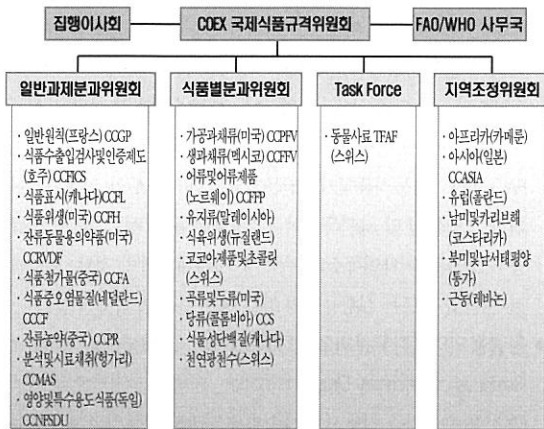 집행이사회
COEX 국제식품규격위원회
FAO/WHO 사무국
일반과제분과위원회
· 일반원칙(프랑스) CCGP
· 식품수출입검사및인증제도
(호주) CCFICS
· 식품표시(캐나다)CCFL
· 식품위생(미국) CCFH
· 잔류동물용의약품(미국)
CCRVDF
· 식품첨가물(중국) CCFA
· 식품중오염물질(네덜란드)
CCCF
· 잔류농약(중국) CCPR
· 분석및시료채취(헝가리)
CCMAS
· 영양및특수용도식품(독일)
CCNFSDU
식품별분과위원회
· 가공과채류(미국) CCPFV
· 생과채류(멕시코) CCFFV
· 어류및어류제품
(노르웨이) CCFFP
· 유지류(말레이시아)
· 식육위생(뉴질랜드)
· 코코아제품및초콜릿
(스위스)
· 곡류및두류(미국)
· 당류(콜롬비아) CCS
· 식물성단백질(캐나다)
· 천연광천수(스위스)
Task Force
· 동물사료 TFAF
(스위스)
지역조정위원회
· 아프리카(카메룬)
· 아시아(일본)
CCASIA
· 유럽(폴란드)
· 남미및카리브해
(코스타리카)
· 북미및남서태평양
(통가)
· 근동(레바논)